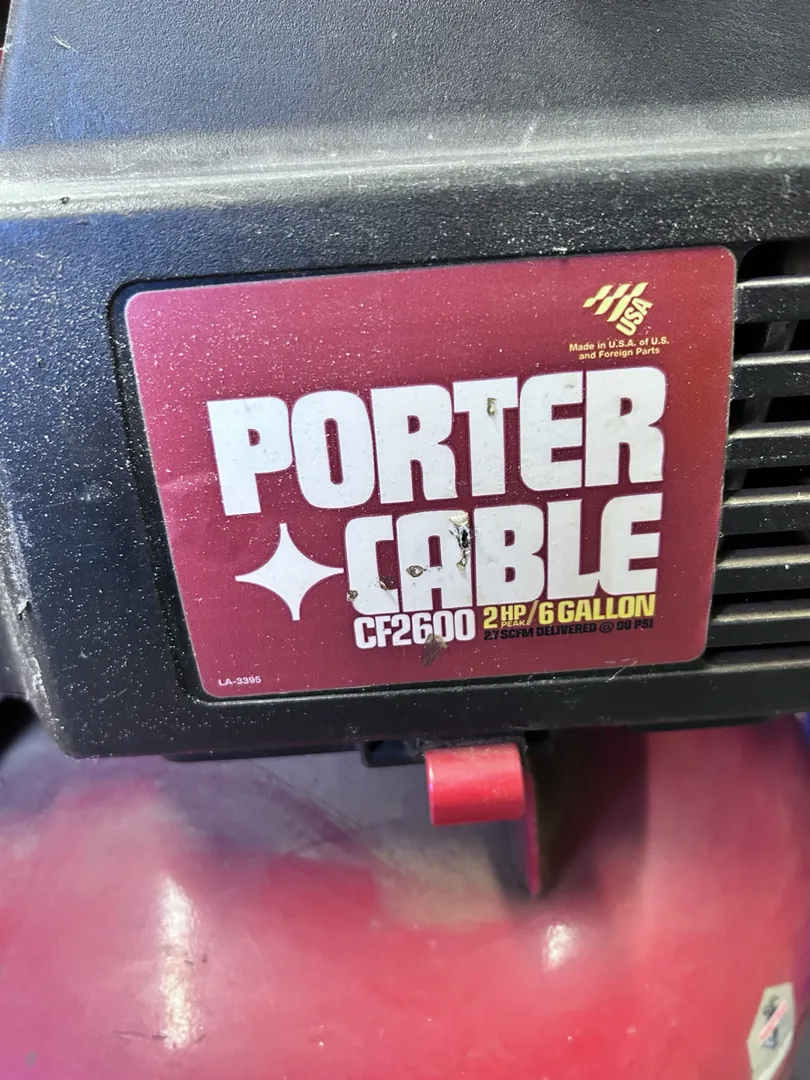 USA
Made in U.S.A. of U.S.
and Foreign Parts
PORTER
CABLE
CF2600 2 HP PEAK/6 GALLON
2.7 SCFM DELIVERED @ 90 PSI
LA-3395